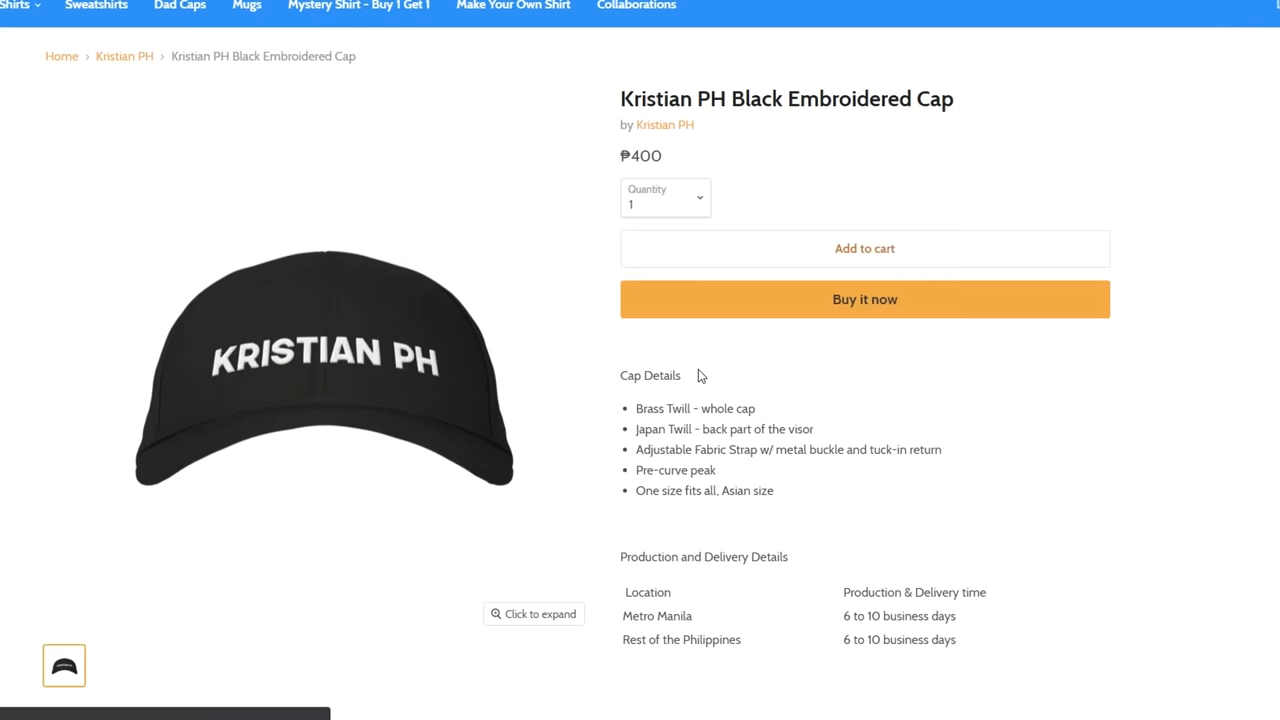 Shirts Sweatshirts Dad Caps Mugs Mystery Shirt - Buy 1 Get 1 Make Your Own Shirt Collaborations
Home › Kristian PH › Kristian PH Black Embroidered Cap
Kristian PH Black Embroidered Cap
by Kristian PH
₱400
Quantity
1
Add to cart
Buy it now
KRISTIAN PH
Cap Details
• Brass Twill - whole cap
• Japan Twill - back part of the visor
• Adjustable Fabric Strap w/ metal buckle and tuck-in return
• Pre-curve peak
• One size fits all, Asian size
Production and Delivery Details
Location Production & Delivery time
Metro Manila 6 to 10 business days
Rest of the Philippines 6 to 10 business days
Click to expand